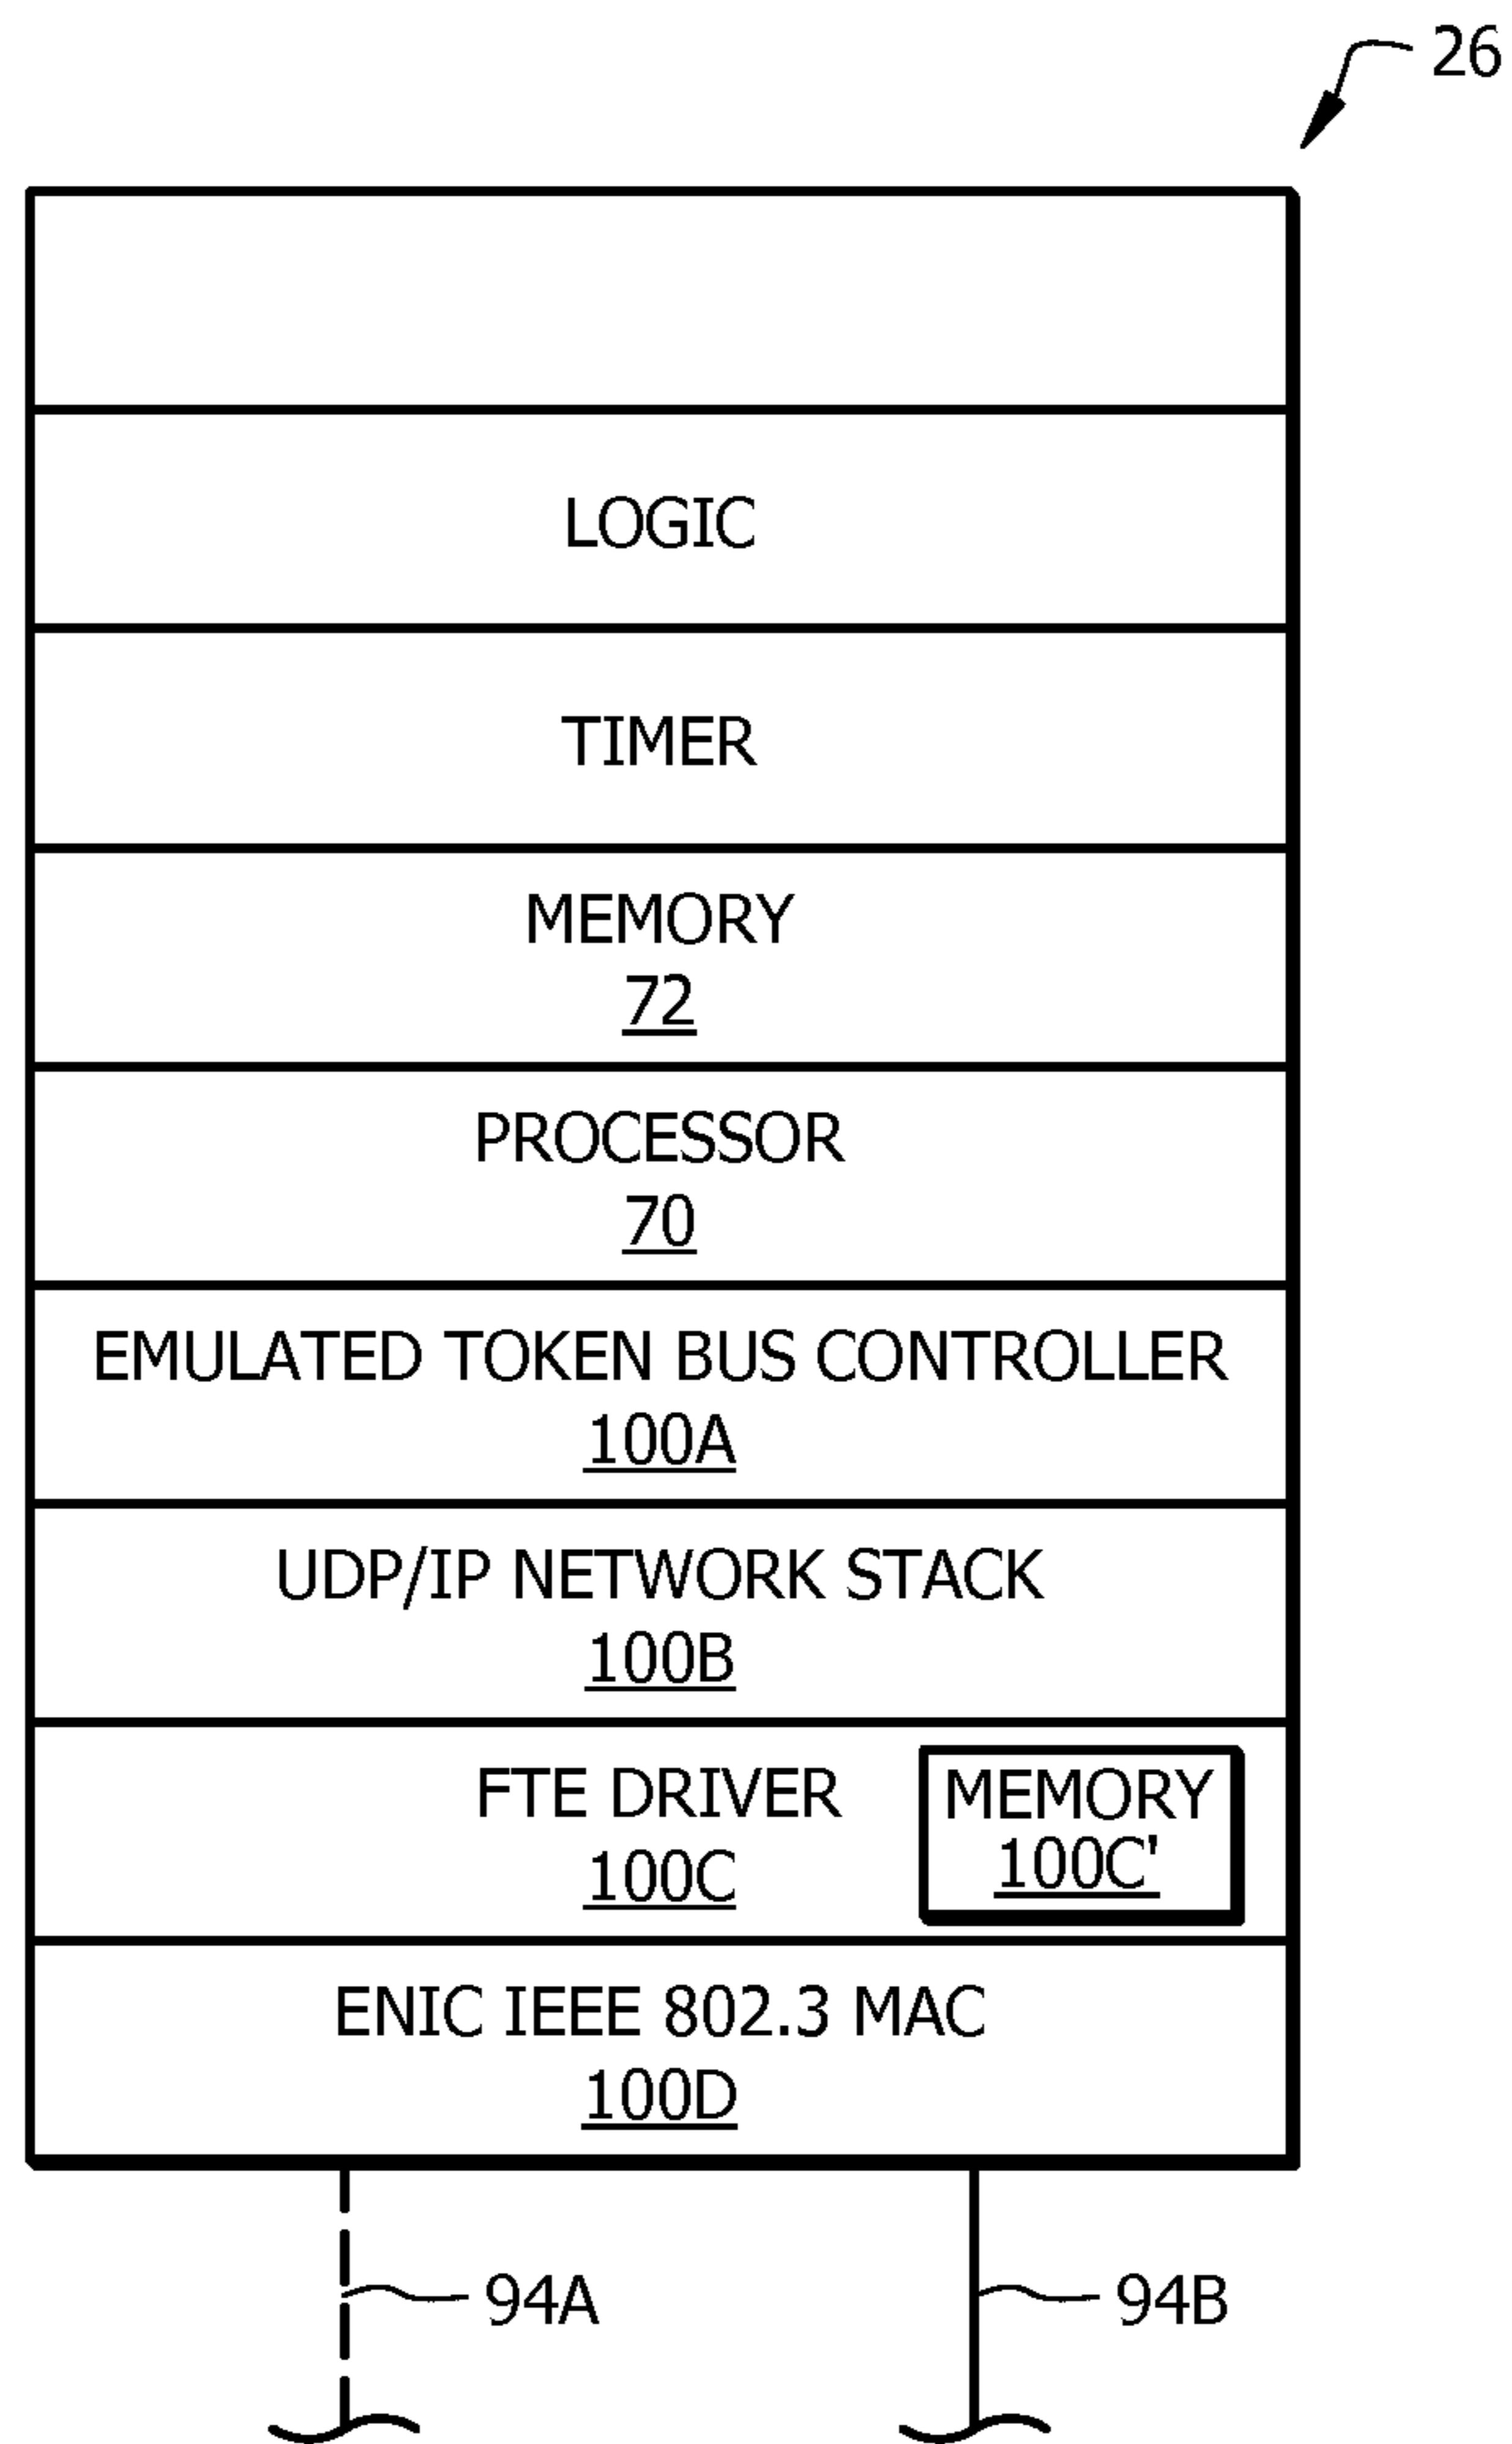 26
LOGIC
TIMER
MEMORY
72
PROCESSOR
70
EMULATED TOKEN BUS CONTROLLER
100A
UDP/IP NETWORK STACK
100B
FTE DRIVER
100C
MEMORY
100C'
ENIC IEEE 802.3 MAC
100D
94A
94B